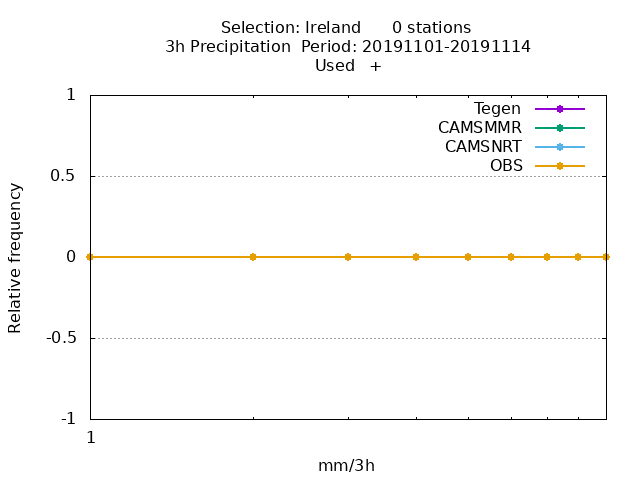 Selection: Ireland      0 stations
3h Precipitation  Period: 20191101-20191114
Used   +
Tegen
CAMSMMR
CAMSNRT
OBS
1
0.5
0
-0.5
-1
Relative frequency
1
mm/3h